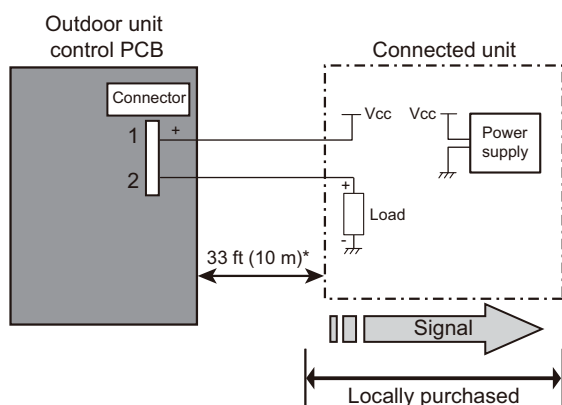 Outdoor unit
control PCB
Connected unit
Connector
1
+
Vcc
Vcc
Power
supply
2
+
Load
-
33 ft (10 m)*
Signal
Locally purchased